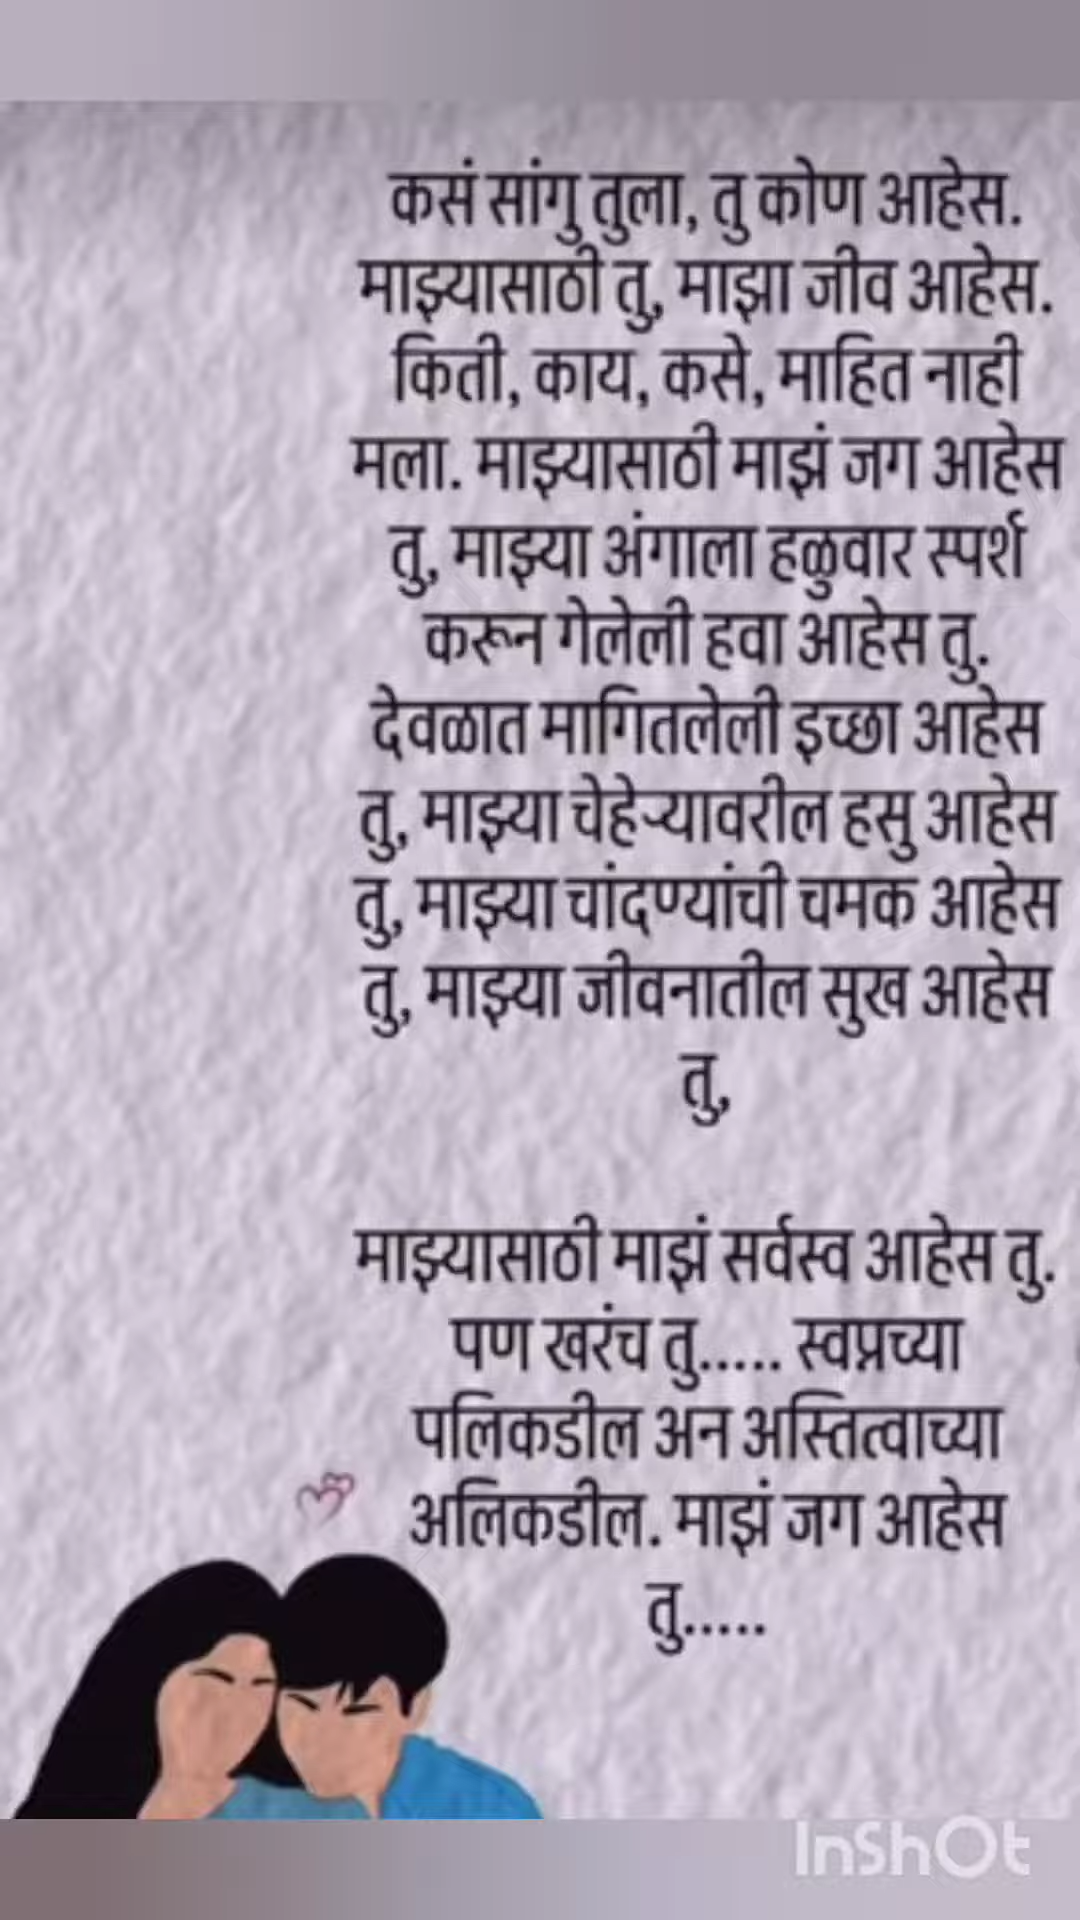 कसं सांगु तुला, तु कोण आहेस.
माझ्यासाठी तु, माझा जीव आहेस.
किती, काय, कसे, माहित नाही
मला. माझ्यासाठी माझं जग आहेस
तु, माझ्या अंगाला हळुवार स्पर्श
करून गेलेली हवा आहेस तु.
देवळात मागितलेली इच्छा आहेस
तु, माझ्या चेहेऱ्यावरील हसु आहेस
तु, माझ्या चांदण्यांची चमक आहेस
तु, माझ्या जीवनातील सुख आहेस
तु,
माझ्यासाठी माझं सर्वस्व आहेस तु.
पण खरंच तु..... स्वप्नच्या
पलिकडील अन अस्तित्वाच्या
अलिकडील. माझं जग आहेस
तु.....
InShOt